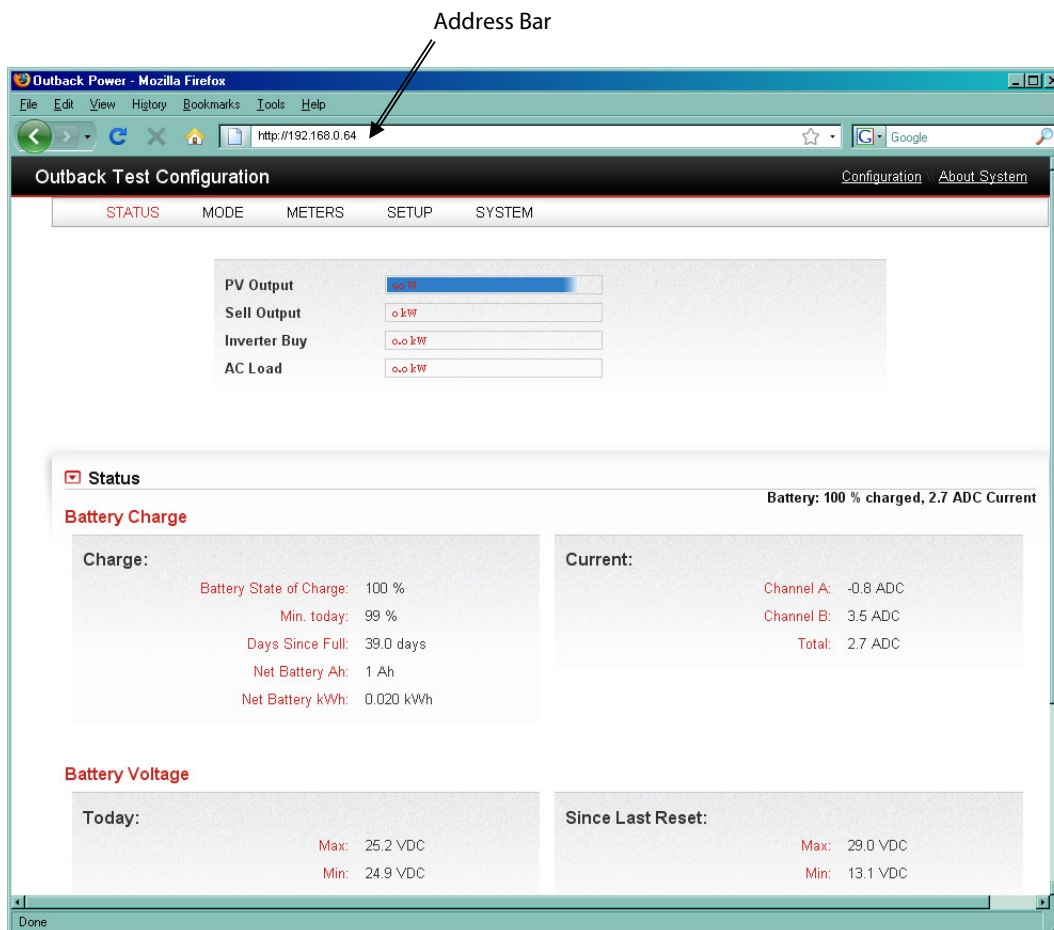 Address Bar
Outback Power - Mozilla Firefox
File Edit View History Bookmarks Tools Help
http://192.168.0.64
G Google
Outback Test Configuration
Configuration \\ About System
STATUS MODE METERS SETUP SYSTEM
PV Output 90 W
Sell Output 0 kW
Inverter Buy 0.0 kW
AC Load 0.0 kW
Status
Battery: 100 % charged, 2.7 ADC Current
Battery Charge
Charge:
Battery State of Charge: 100 %
Min. today: 99 %
Days Since Full: 39.0 days
Net Battery Ah: 1 Ah
Net Battery kWh: 0.020 kWh
Current:
Channel A: -0.8 ADC
Channel B: 3.5 ADC
Total: 2.7 ADC
Battery Voltage
Today:
Max: 25.2 VDC
Min: 24.9 VDC
Since Last Reset:
Max: 29.0 VDC
Min: 13.1 VDC
Done